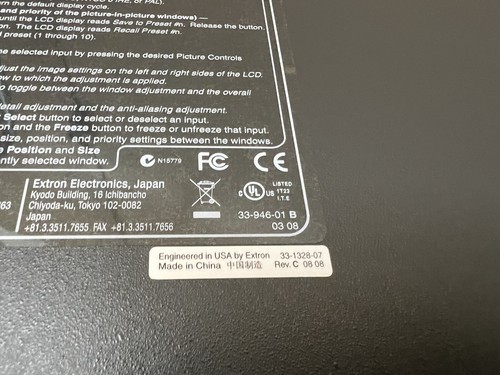 n the default display cycle.
and priority of the picture-in-picture windows) —
until the LCD display reads Save to Preset #n. Release the button.
n. The LCD display reads Recall Preset #n.
d preset (1 through 10).
he selected input by pressing the desired Picture Controls
djust the image settings on the left and right sides of the LCD.
w to which the adjustment is applied.
o toggle between the window adjustment and the overall
detail adjustment and the anti-aliasing adjustment.
Select button to select or deselect an input.
on and the Freeze button to freeze or unfreeze that input.
size, position, and priority settings between the windows.
e Position and Size
ently selected window.
N15779 FC CE
Extron Electronics, Japan
Kyodo Building, 16 Ichibancho
Chiyoda-ku, Tokyo 102-0082
Japan
+81.3.3511.7655 FAX +81.3.3511.7656
C UL US LISTED
1T23
I.T.E
33-946-01 B
03 08
Engineered in USA by Extron 33-1328-07
Made in China 中国制造 Rev. C 08 08